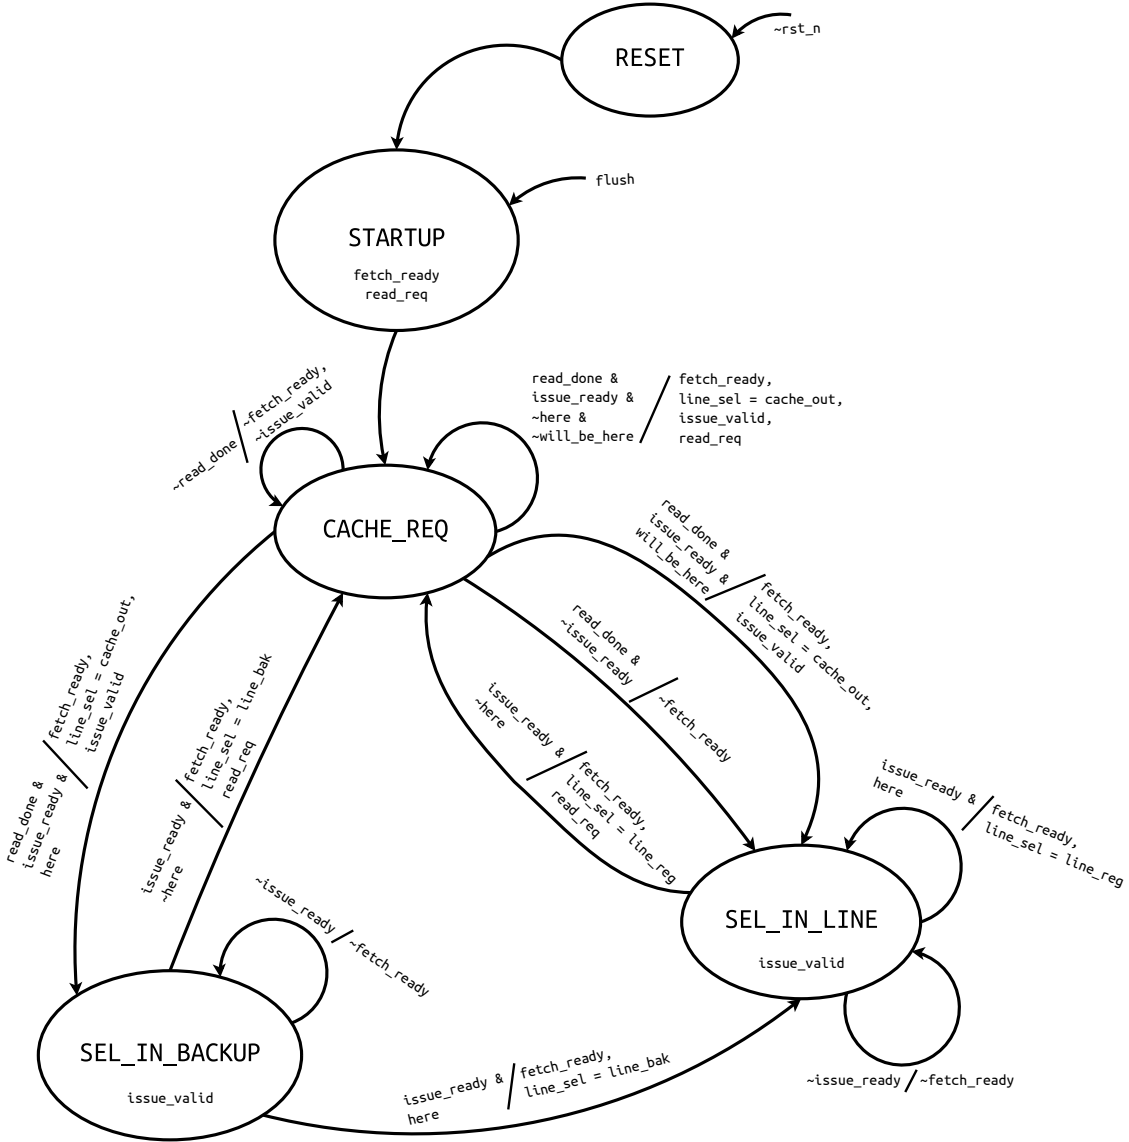 RESET
~rst_n
flush
STARTUP
fetch_ready
read_req
~read_done
~fetch_ready,
~issue_valid
read_done &
issue_ready &
~here &
~will_be_here
fetch_ready,
line_sel = cache_out,
issue_valid,
read_req
CACHE_REQ
read_done &
issue_ready &
will_be_here
fetch_ready,
line_sel = cache_out,
issue_valid
read_done &
~issue_ready
~fetch_ready
issue_ready &
~here
fetch_ready,
line_sel = line_reg
read_req
read_done &
issue_ready &
here
fetch_ready,
line_sel = cache_out,
issue_valid
issue_ready &
~here
fetch_ready,
line_sel = line_bak
read_req
issue_ready &
here
fetch_ready,
line_sel = line_reg
SEL_IN_LINE
issue_valid
~issue_ready
~fetch_ready
~issue_ready
~fetch_ready
SEL_IN_BACKUP
issue_valid
issue_ready &
here
fetch_ready,
line_sel = line_bak